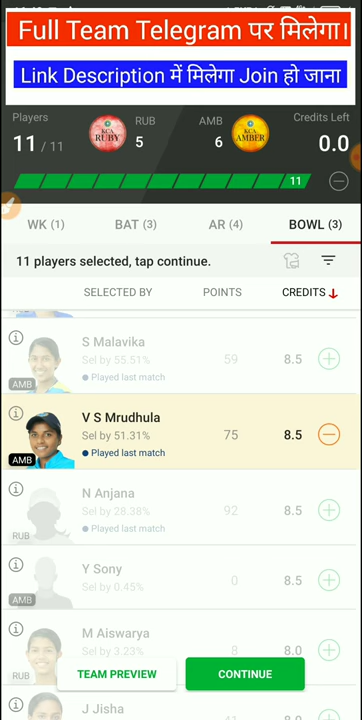 Full Team Telegram पर मिलेगा।
Link Description में मिलेगा Join हो जाना
Players
RUB
AMB
Credits Left
11 / 11
KCA RUBY
5
6
KCA AMBER
0.0
11
WK (1)
BAT (3)
AR (4)
BOWL (3)
11 players selected, tap continue.
SELECTED BY
POINTS
CREDITS
S Malavika
Sel by 55.51%
59
8.5
Played last match
AMB
V S Mrudhula
Sel by 51.31%
75
8.5
Played last match
AMB
N Anjana
Sel by 28.38%
92
8.5
Played last match
RUB
Y Sony
Sel by 0.45%
0
8.5
AMB
M Aiswarya
Sel by 3.23%
8
8.0
RUB
TEAM PREVIEW
CONTINUE
J Jisha